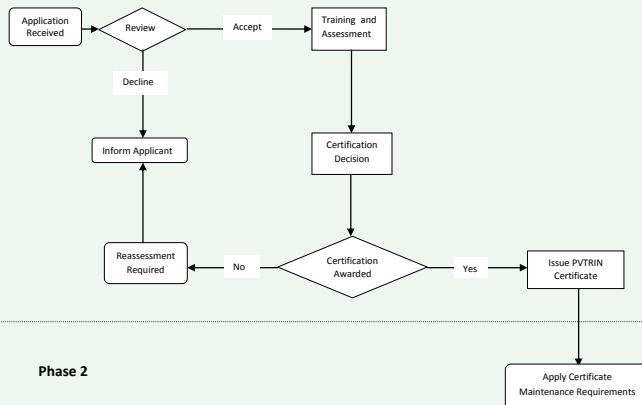 Application
Received
Review
Accept
Training and
Assessment
Decline
Inform Applicant
Certification
Decision
Reassessment
Required
No
Certification
Awarded
Yes
Issue PVTRIN
Certificate
Phase 2
Apply Certificate
Maintenance Requirements